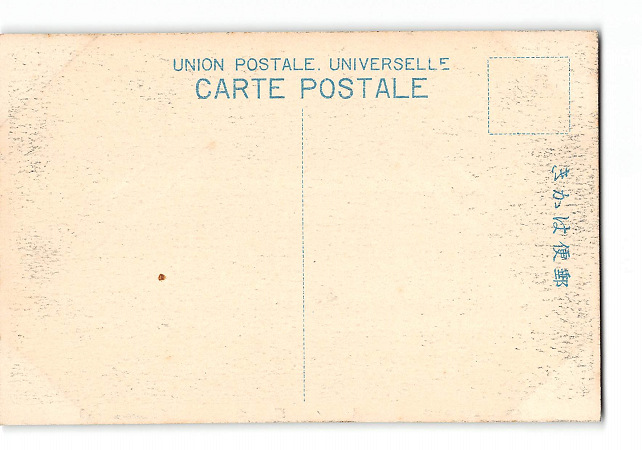 UNION POSTALE. UNIVERSELLE
CARTE POSTALE
きかは便郵